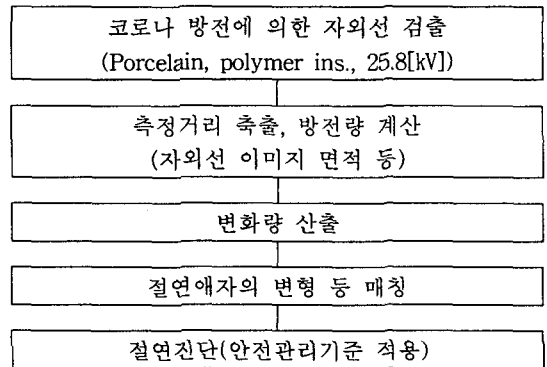 코로나 방전에 의한 자외선 검출
(Porcelain, polymer ins., 25.8[kV])
측정거리 축출, 방전량 계산
(자외선 이미지 면적 등)
변화량 산출
절연애자의 변형 등 매칭
절연진단(안전관리기준 적용)